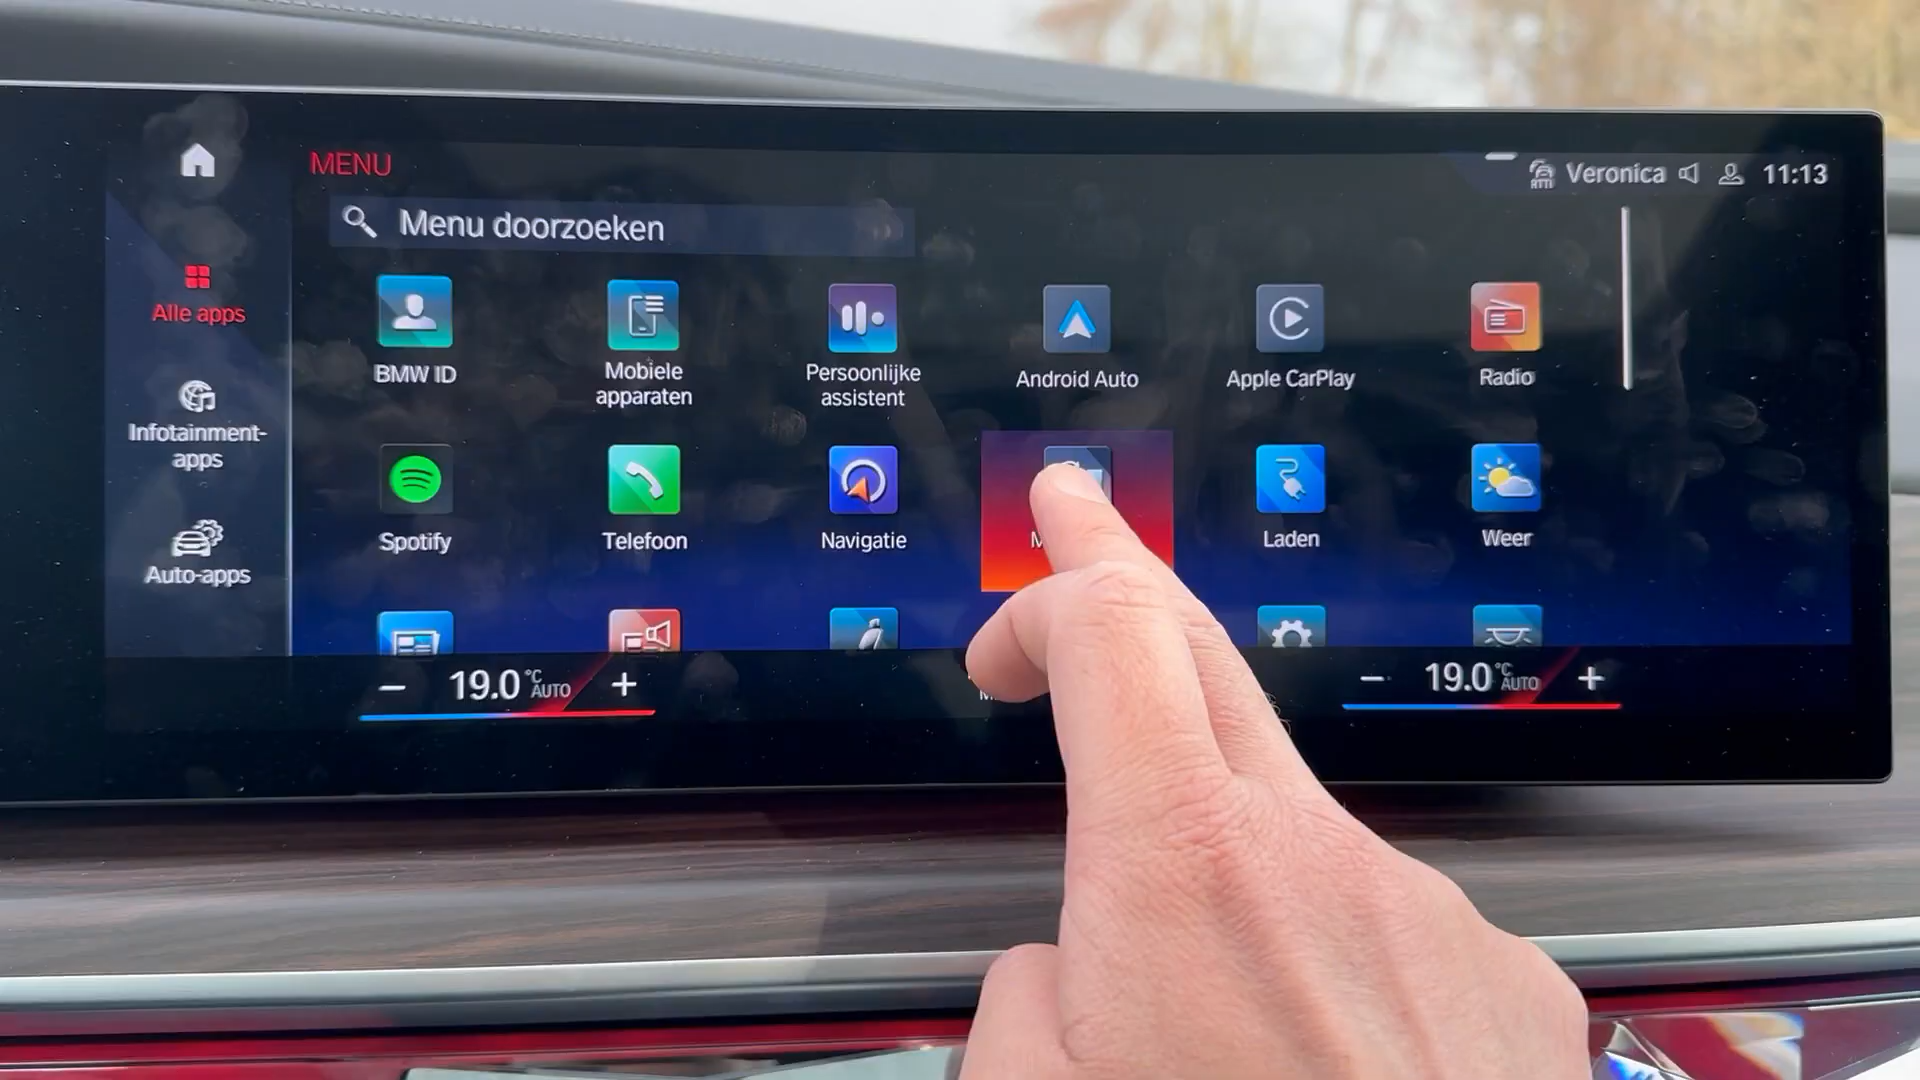 MENU
RTTI Veronica 11:13
Menu doorzoeken
Alle apps
BMW ID
Mobiele
apparaten
Persoonlijke
assistent
Android Auto
Apple CarPlay
Radio
Infotainment-
apps
Spotify
Telefoon
Navigatie
Laden
Weer
Auto-apps
− 19.0 °C AUTO +
− 19.0 °C AUTO +